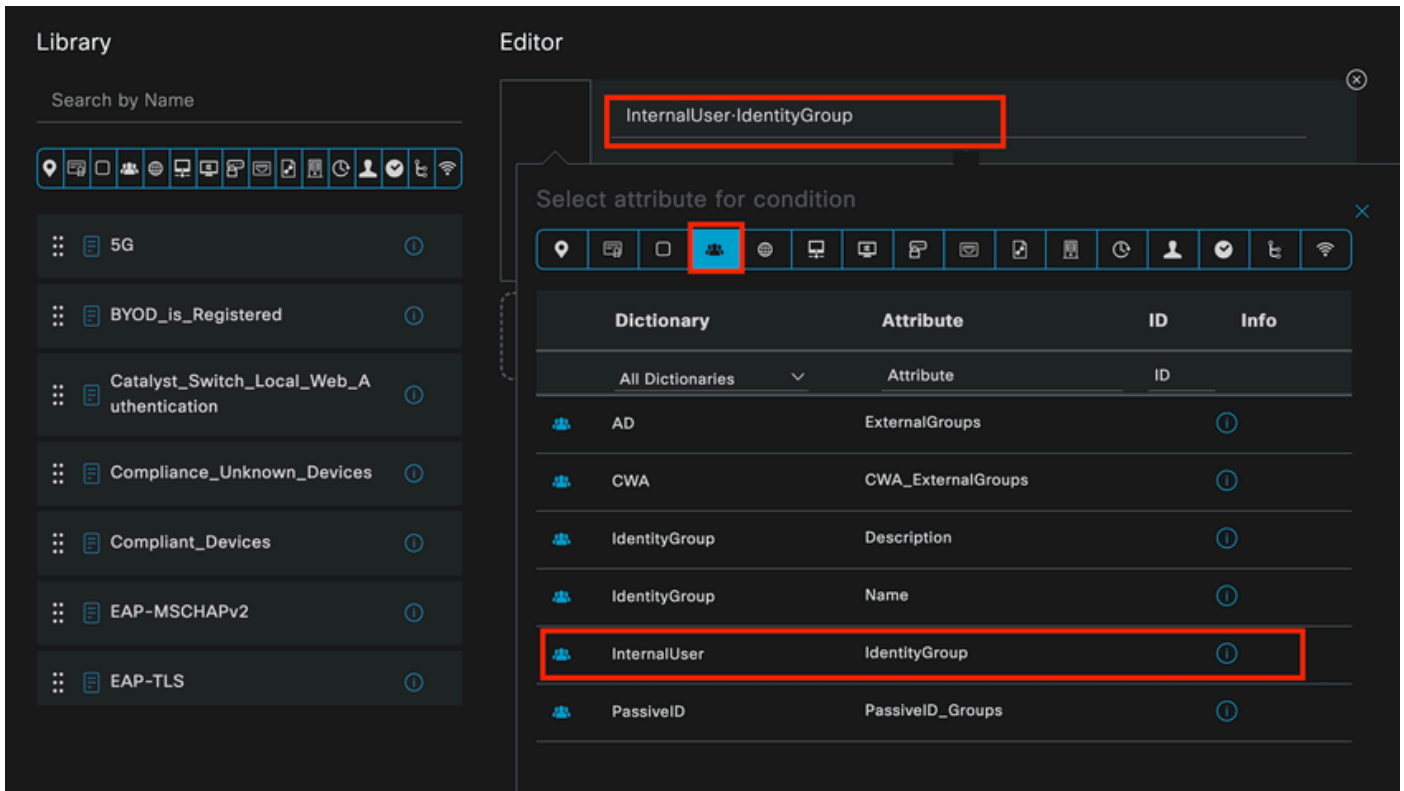 Library
Search by Name
5G
BYOD_is_Registered
Catalyst_Switch_Local_Web_A
uthentication
Compliance_Unknown_Devices
Compliant_Devices
EAP-MSCHAPv2
EAP-TLS
Editor
InternalUser·IdentityGroup
Select attribute for condition
Dictionary Attribute ID Info
All Dictionaries Attribute ID
AD ExternalGroups
CWA CWA_ExternalGroups
IdentityGroup Description
IdentityGroup Name
InternalUser IdentityGroup
PassiveID PassiveID_Groups